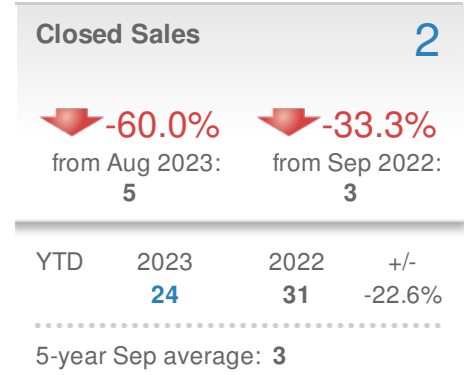 Closed Sales 2
-60.0% -33.3%
from Aug 2023: from Sep 2022:
5 3
YTD 2023 2022 +/-
24 31 -22.6%
5-year Sep average: 3